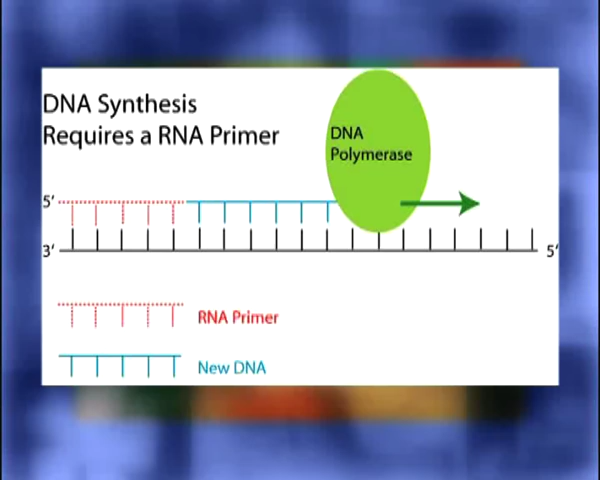 DNA Synthesis
Requires a RNA Primer
DNA
Polymerase
5'
3'
5'
RNA Primer
New DNA